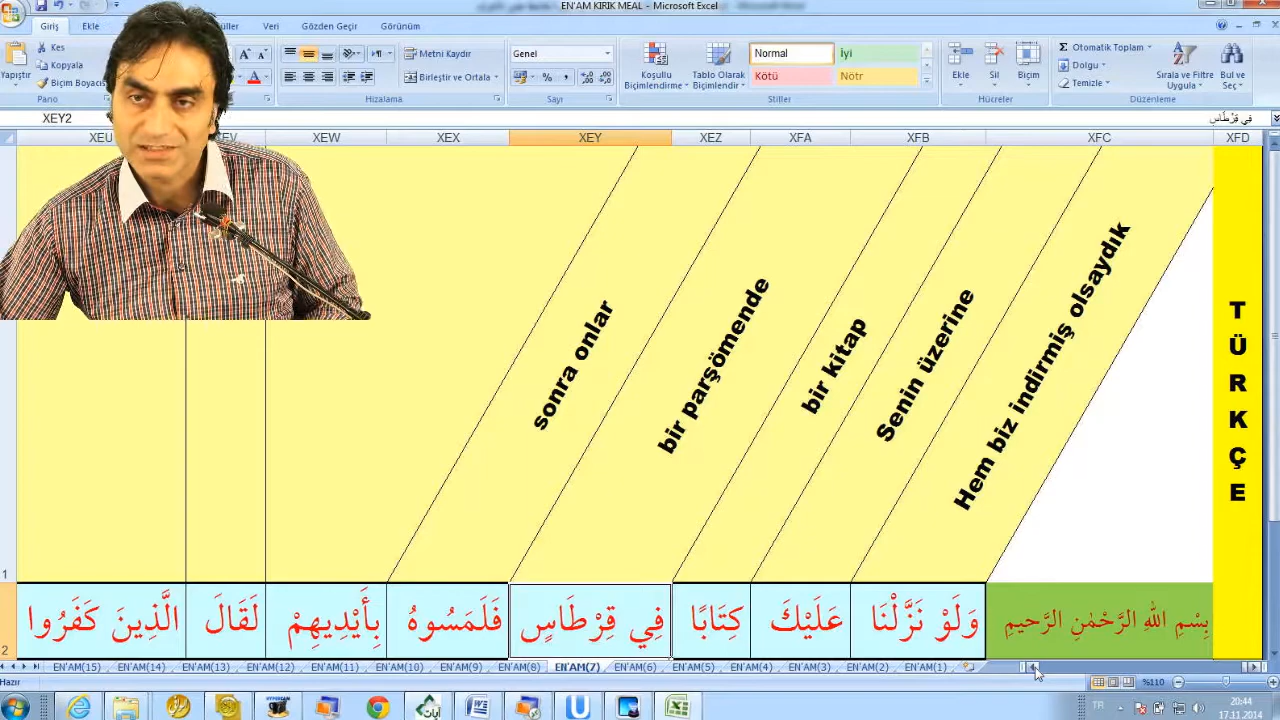 EN'AM KIRIK MEAL - Microsoft Excel
Giriş
Ekle
Veri
Gözden Geçir
Görünüm
Kes
Kopyala
Yapıştır
Pano
Metni Kaydır
Birleştir ve Ortala
Hizalama
Genel
Sayı
Koşullu Biçimlendirme
Tablo Olarak Biçimlendir
Normal
İyi
Kötü
Nötr
Stiller
Ekle
Sil
Biçim
Hücreler
Otomatik Toplam
Dolgu
Temizle
Sırala ve Filtre Uygula
Bul ve Seç
Düzenleme
XEY2
فِي قِرْطَاسٍ
XEU
XEV
XEW
XEX
XEY
XEZ
XFA
XFB
XFC
XFD
sonra onlar
bir parşömende
bir kitap
Senin üzerine
Hem biz indirmiş olsaydık
TÜRKÇE
1
2
بِسْمِ اللهِ الرَّحْمٰنِ الرَّحِيمِ
وَلَوْ نَزَّلْنَا
عَلَيْكَ
كِتَابًا
فِي قِرْطَاسٍ
فَلَمَسُوهُ
بِأَيْدِيهِمْ
لَقَالَ
الَّذِينَ كَفَرُوا
EN'AM(15)
EN'AM(14)
EN'AM(13)
EN'AM(12)
EN'AM(11)
EN'AM(10)
EN'AM(9)
EN'AM(8)
EN'AM(7)
EN'AM(6)
EN'AM(5)
EN'AM(4)
EN'AM(3)
EN'AM(2)
EN'AM(1)
Hazır
%110
TR
20:44
17.11.2014